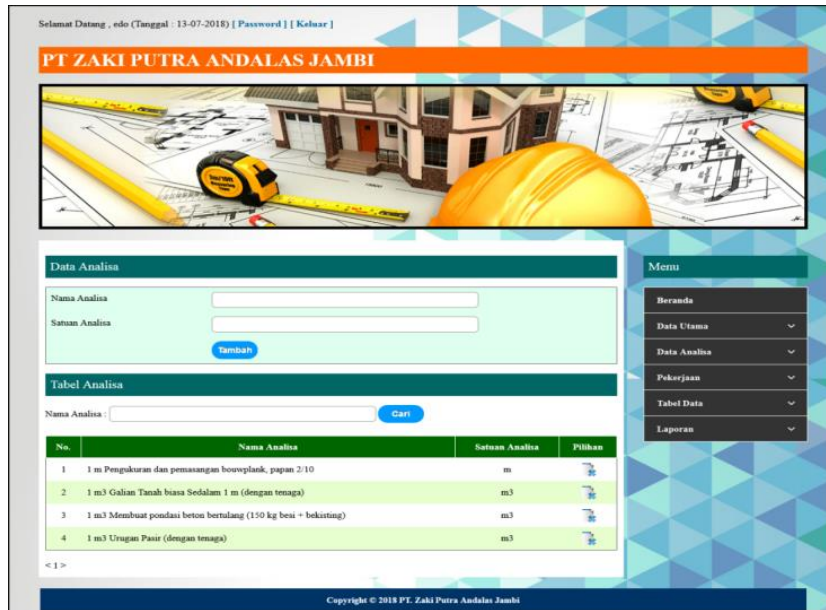 Selamat Datang , edo (Tanggal : 13-07-2018) [ Password ] [ Keluar ]
PT ZAKI PUTRA ANDALAS JAMBI
Data Analisa
Nama Analisa
Satuan Analisa
Tambah
Tabel Analisa
Nama Analisa : Cari
No. Nama Analisa Satuan Analisa Pilihan
1 1 m Pengukuran dan pemasangan bouwplank, papan 2/10 m
2 1 m3 Galian Tanah biasa Sedalam 1 m (dengan tenaga) m3
3 1 m3 Membuat pondasi beton bertulang (150 kg besi + bekisting) m3
4 1 m3 Urugan Pasir (dengan tenaga) m3
< 1 >
Menu
Beranda
Data Utama
Data Analisa
Pekerjaan
Tabel Data
Laporan
Copyright © 2018 PT. Zaki Putra Andalas Jambi